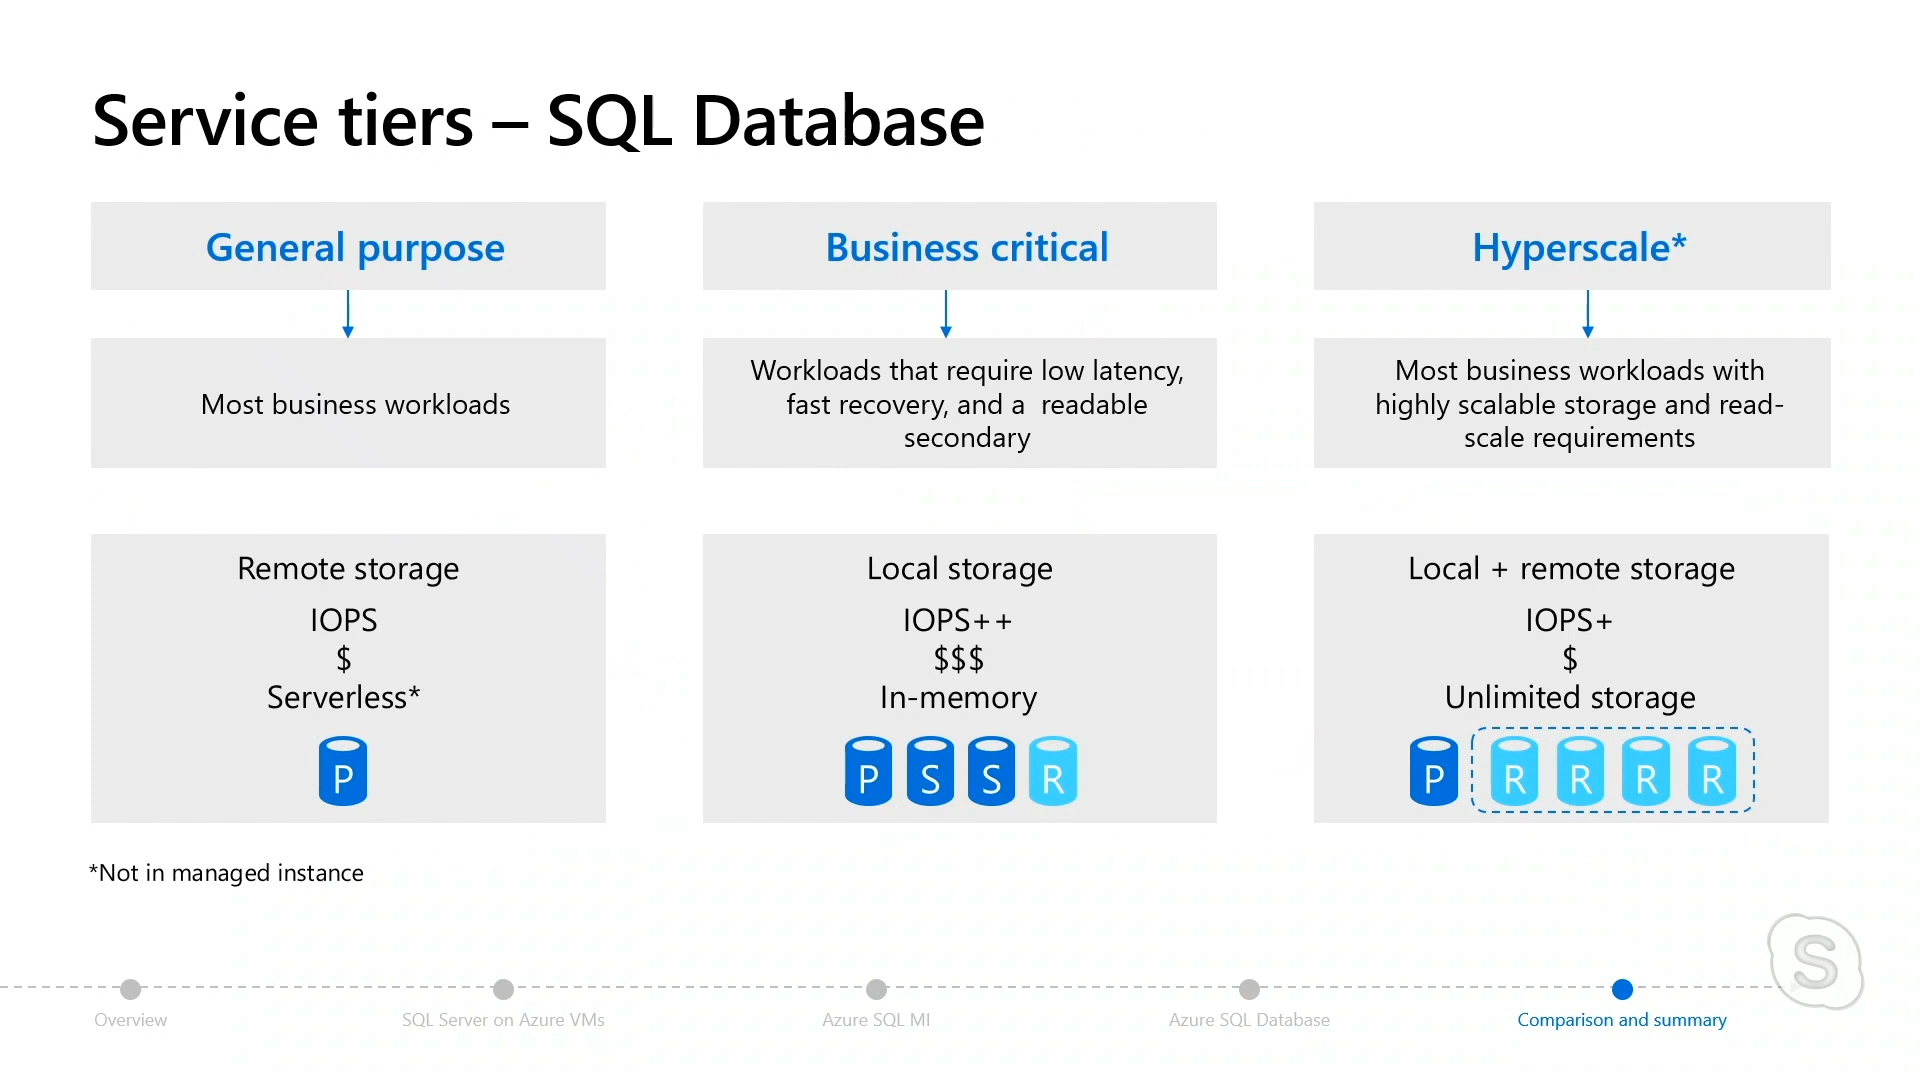 Service tiers – SQL Database
General purpose
Most business workloads
Remote storage
IOPS
$
Serverless*
P
Business critical
Workloads that require low latency,
fast recovery, and a  readable
secondary
Local storage
IOPS++
$$$
In-memory
P S S R
Hyperscale*
Most business workloads with
highly scalable storage and read-
scale requirements
Local + remote storage
IOPS+
$
Unlimited storage
P R R R R
*Not in managed instance
S
Overview
SQL Server on Azure VMs
Azure SQL MI
Azure SQL Database
Comparison and summary